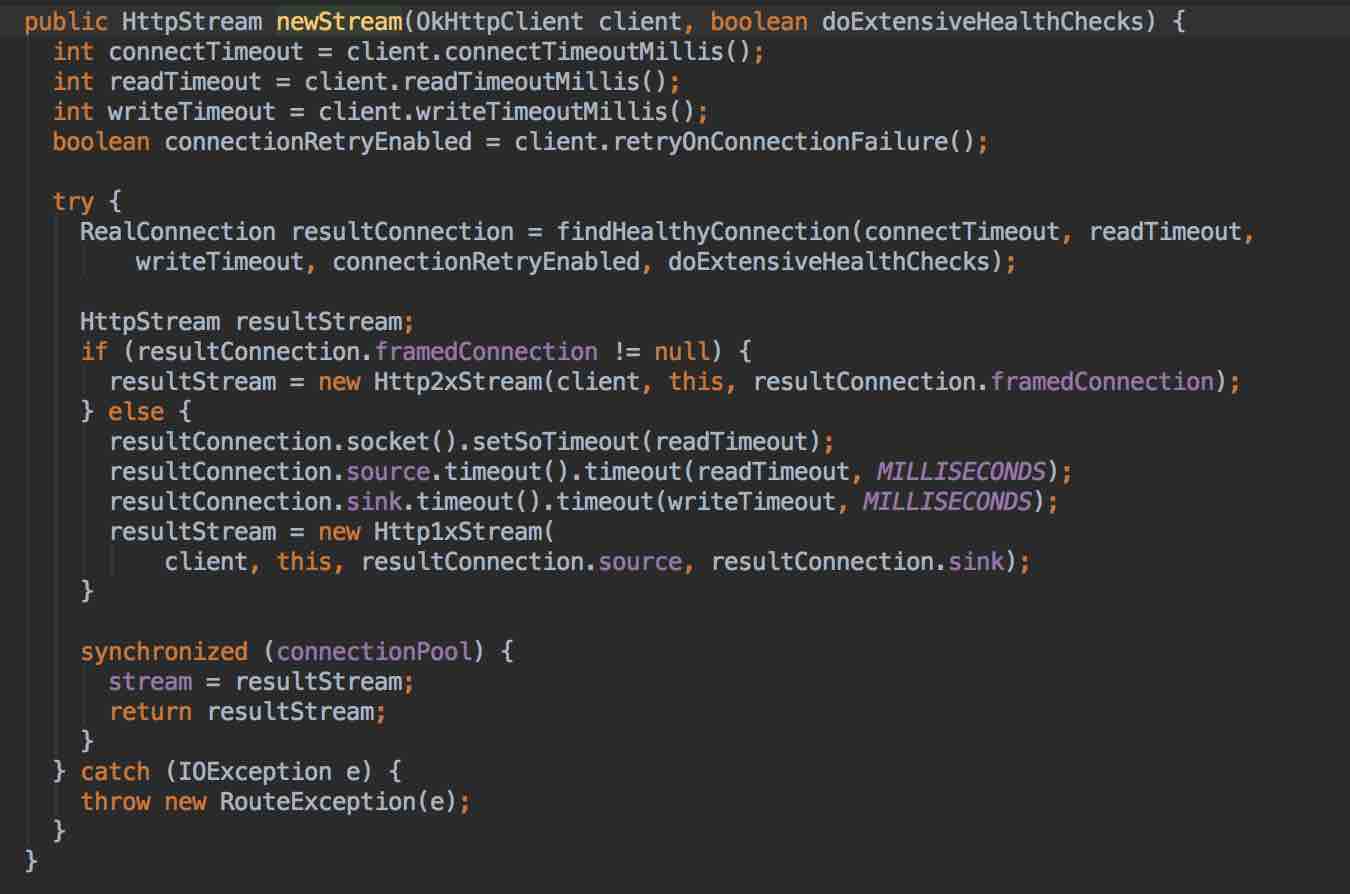 public HttpStream newStream(OkHttpClient client, boolean doExtensiveHealthChecks) {
int connectTimeout = client.connectTimeoutMillis();
int readTimeout = client.readTimeoutMillis();
int writeTimeout = client.writeTimeoutMillis();
boolean connectionRetryEnabled = client.retryOnConnectionFailure();
try {
RealConnection resultConnection = findHealthyConnection(connectTimeout, readTimeout,
writeTimeout, connectionRetryEnabled, doExtensiveHealthChecks);
HttpStream resultStream;
if (resultConnection.framedConnection != null) {
resultStream = new Http2xStream(client, this, resultConnection.framedConnection);
} else {
resultConnection.socket().setSoTimeout(readTimeout);
resultConnection.source.timeout().timeout(readTimeout, MILLISECONDS);
resultConnection.sink.timeout().timeout(writeTimeout, MILLISECONDS);
resultStream = new Http1xStream(
client, this, resultConnection.source, resultConnection.sink);
}
synchronized (connectionPool) {
stream = resultStream;
return resultStream;
}
} catch (IOException e) {
throw new RouteException(e);
}
}